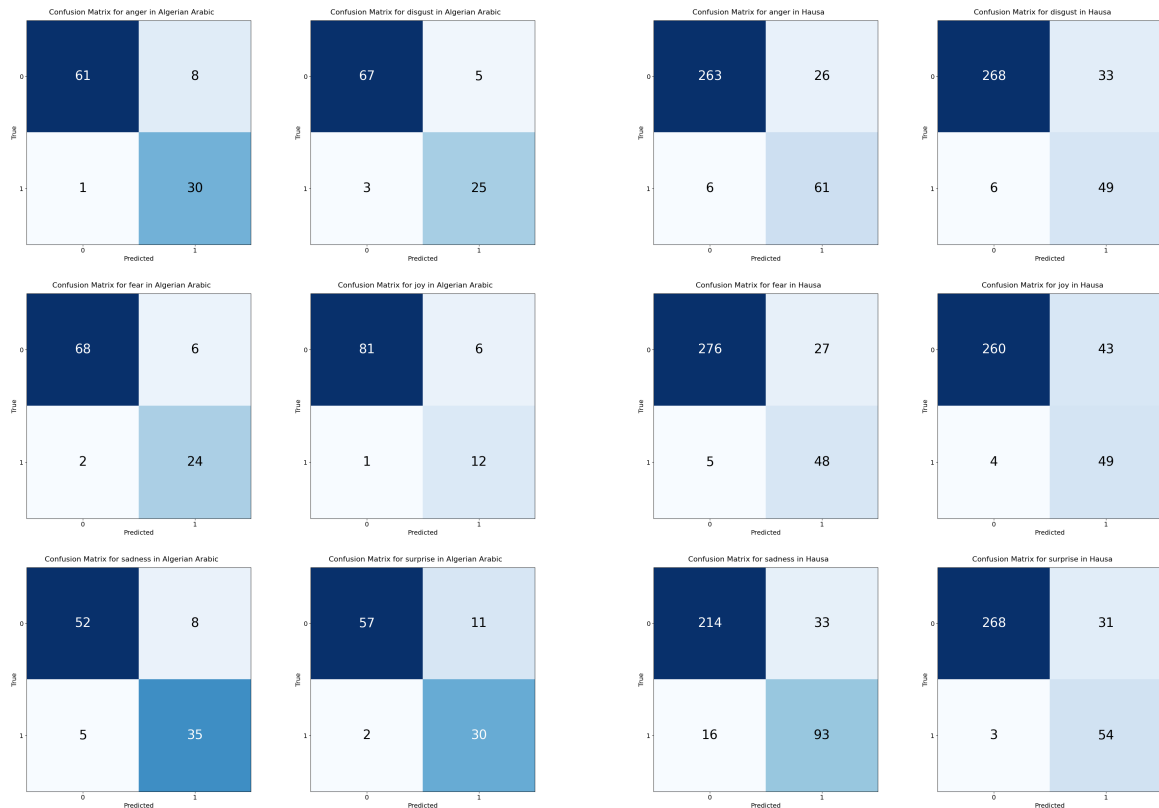 Confusion Matrix for anger in Algerian Arabic
0
61
8
True
1
1
30
0
1
Predicted
Confusion Matrix for disgust in Algerian Arabic
0
67
5
True
1
3
25
0
1
Predicted
Confusion Matrix for anger in Hausa
0
263
26
True
1
6
61
0
1
Predicted
Confusion Matrix for disgust in Hausa
0
268
33
True
1
6
49
0
1
Predicted
Confusion Matrix for fear in Algerian Arabic
0
68
6
True
1
2
24
0
1
Predicted
Confusion Matrix for joy in Algerian Arabic
0
81
6
True
1
1
12
0
1
Predicted
Confusion Matrix for fear in Hausa
0
276
27
True
1
5
48
0
1
Predicted
Confusion Matrix for joy in Hausa
0
260
43
True
1
4
49
0
1
Predicted
Confusion Matrix for sadness in Algerian Arabic
0
52
8
True
1
5
35
0
1
Predicted
Confusion Matrix for surprise in Algerian Arabic
0
57
11
True
1
2
30
0
1
Predicted
Confusion Matrix for sadness in Hausa
0
214
33
True
1
16
93
0
1
Predicted
Confusion Matrix for surprise in Hausa
0
268
31
True
1
3
54
0
1
Predicted